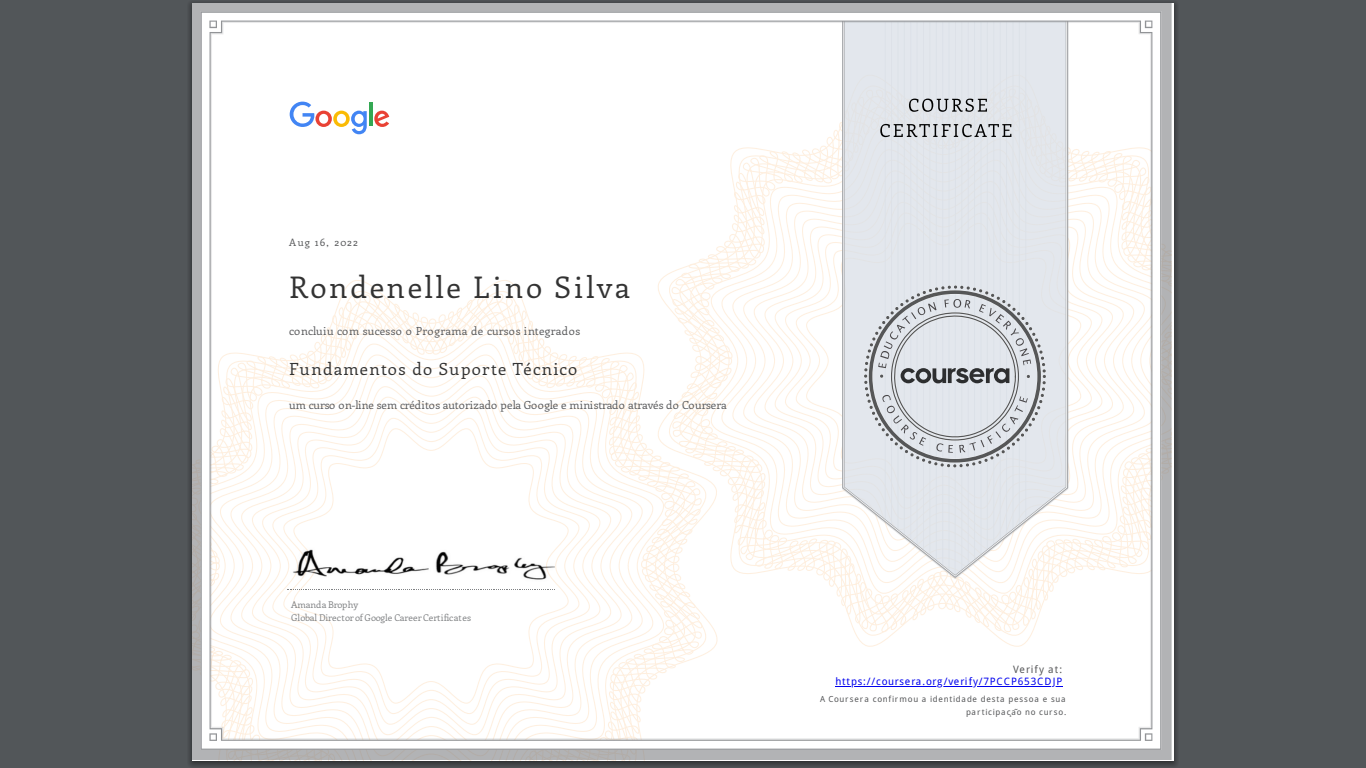 Google
COURSE
CERTIFICATE
Aug 16, 2022
Rondenelle Lino Silva
concluiu com sucesso o Programa de cursos integrados
Fundamentos do Suporte Técnico
um curso on-line sem créditos autorizado pela Google e ministrado através do Coursera
EDUCATION FOR EVERYONE
coursera
COURSE CERTIFICATE
Amanda Brophy
Amanda Brophy
Global Director of Google Career Certificates
Verify at:
https://coursera.org/verify/7PCCP653CDJP
A Coursera confirmou a identidade desta pessoa e sua
participação no curso.